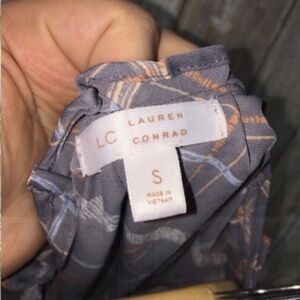 LC
LAUREN
CONRAD
S
MADE IN
VIETNAM